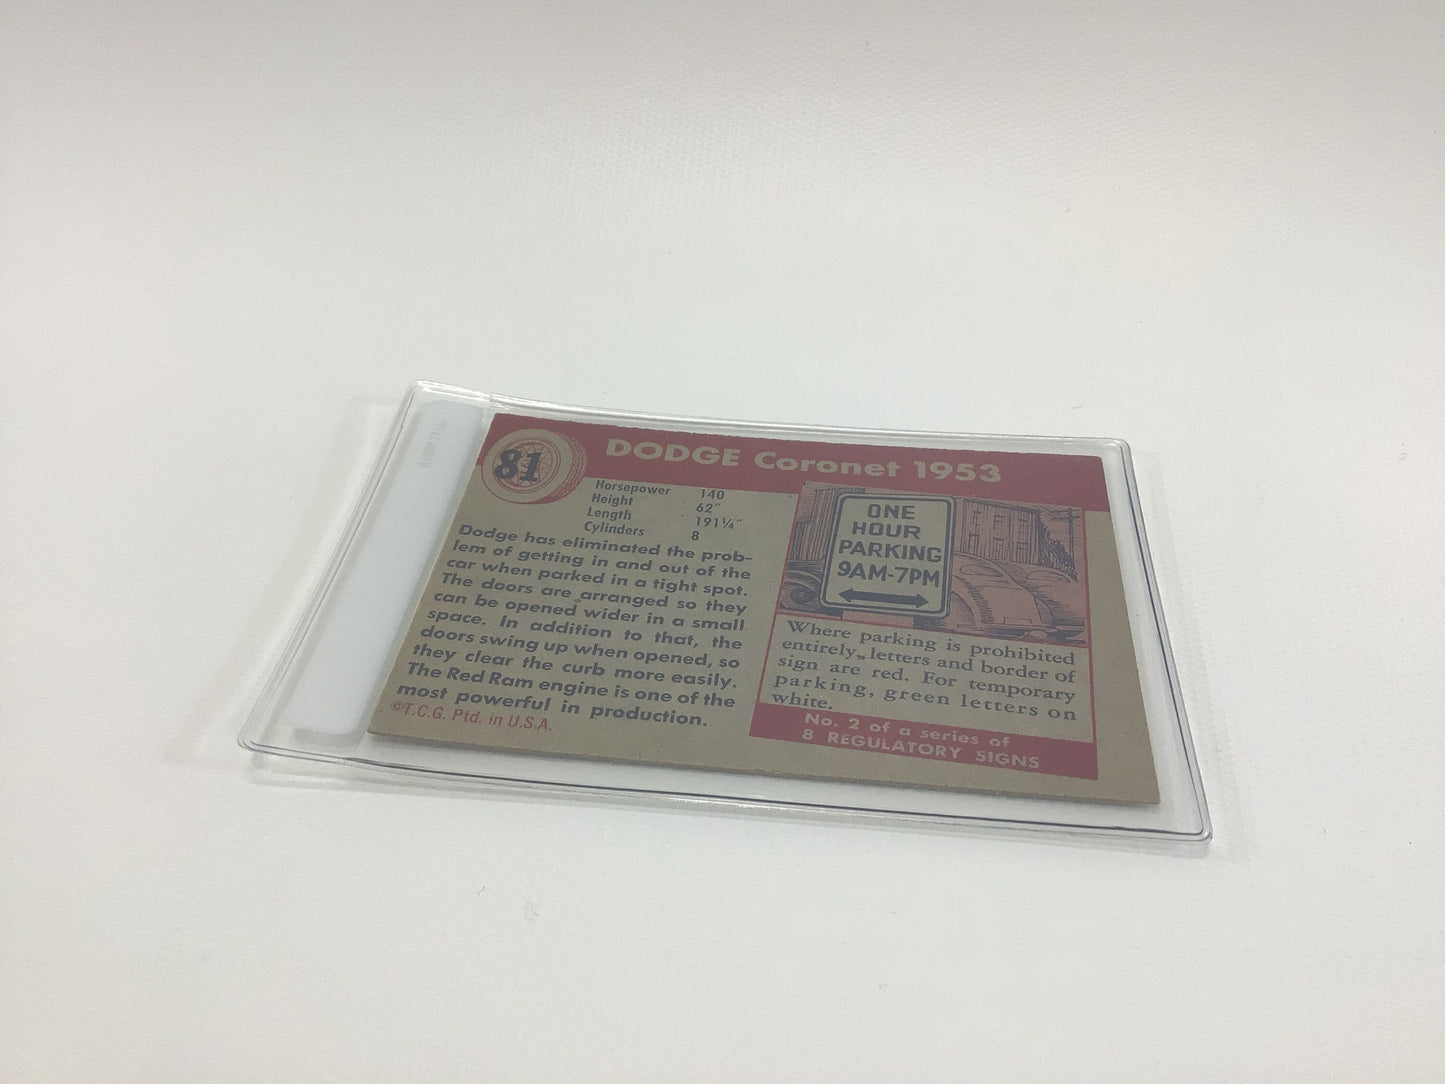 81
DODGE Coronet 1953
Horsepower 140
Height 62"
Length 191¼"
Cylinders 8
Dodge has eliminated the prob-
lem of getting in and out of the
car when parked in a tight spot.
The doors are arranged so they
can be opened wider in a small
space. In addition to that, the
doors swing up when opened, so
they clear the curb more easily.
The Red Ram engine is one of the
most powerful in production.
©T.C.G. Ptd. in U.S.A.
ONE
HOUR
PARKING
9AM-7PM
Where parking is prohibited
entirely, letters and border of
sign are red. For temporary
parking, green letters on
white.
No. 2 of a series of
8 REGULATORY SIGNS